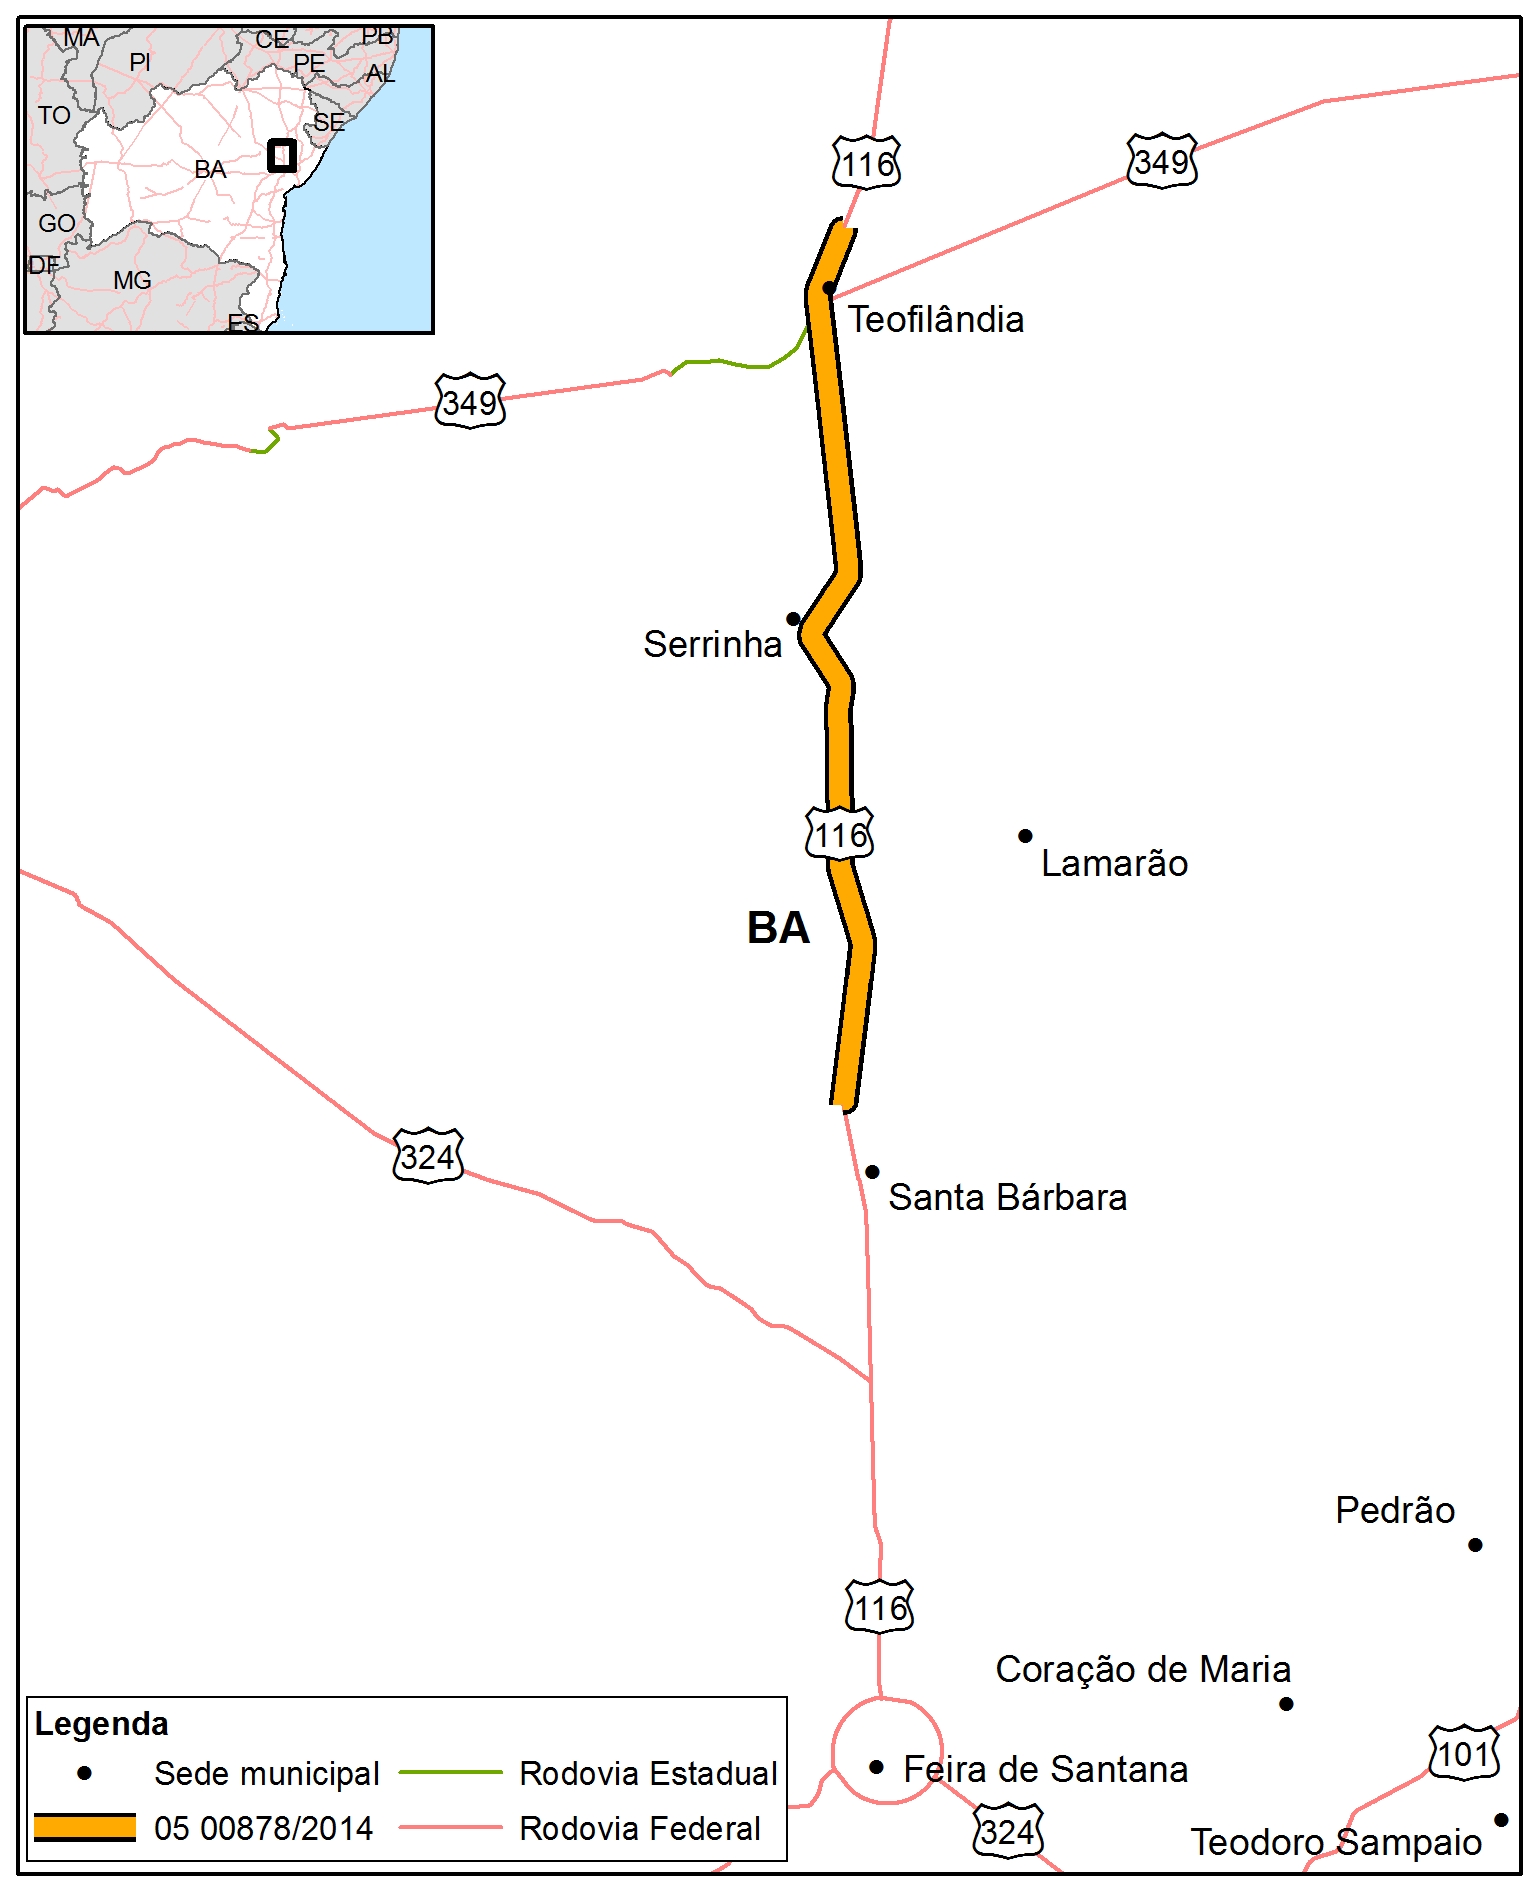 MA
CE
PB
PI
PE
AL
TO
SE
BA
GO
DF
MG
ES
116
349
Teofilândia
349
Serrinha
116
Lamarão
BA
324
Santa Bárbara
Pedrão
116
Coração de Maria
Legenda
Sede municipal
Rodovia Estadual
05 00878/2014
Rodovia Federal
Feira de Santana
101
324
Teodoro Sampaio